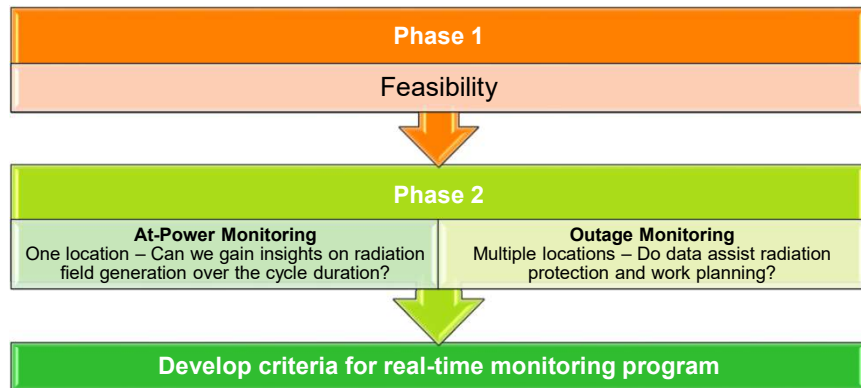 Phase 1
Feasibility
Phase 2
At-Power Monitoring
One location – Can we gain insights on radiation
field generation over the cycle duration?
Outage Monitoring
Multiple locations – Do data assist radiation
protection and work planning?
Develop criteria for real-time monitoring program